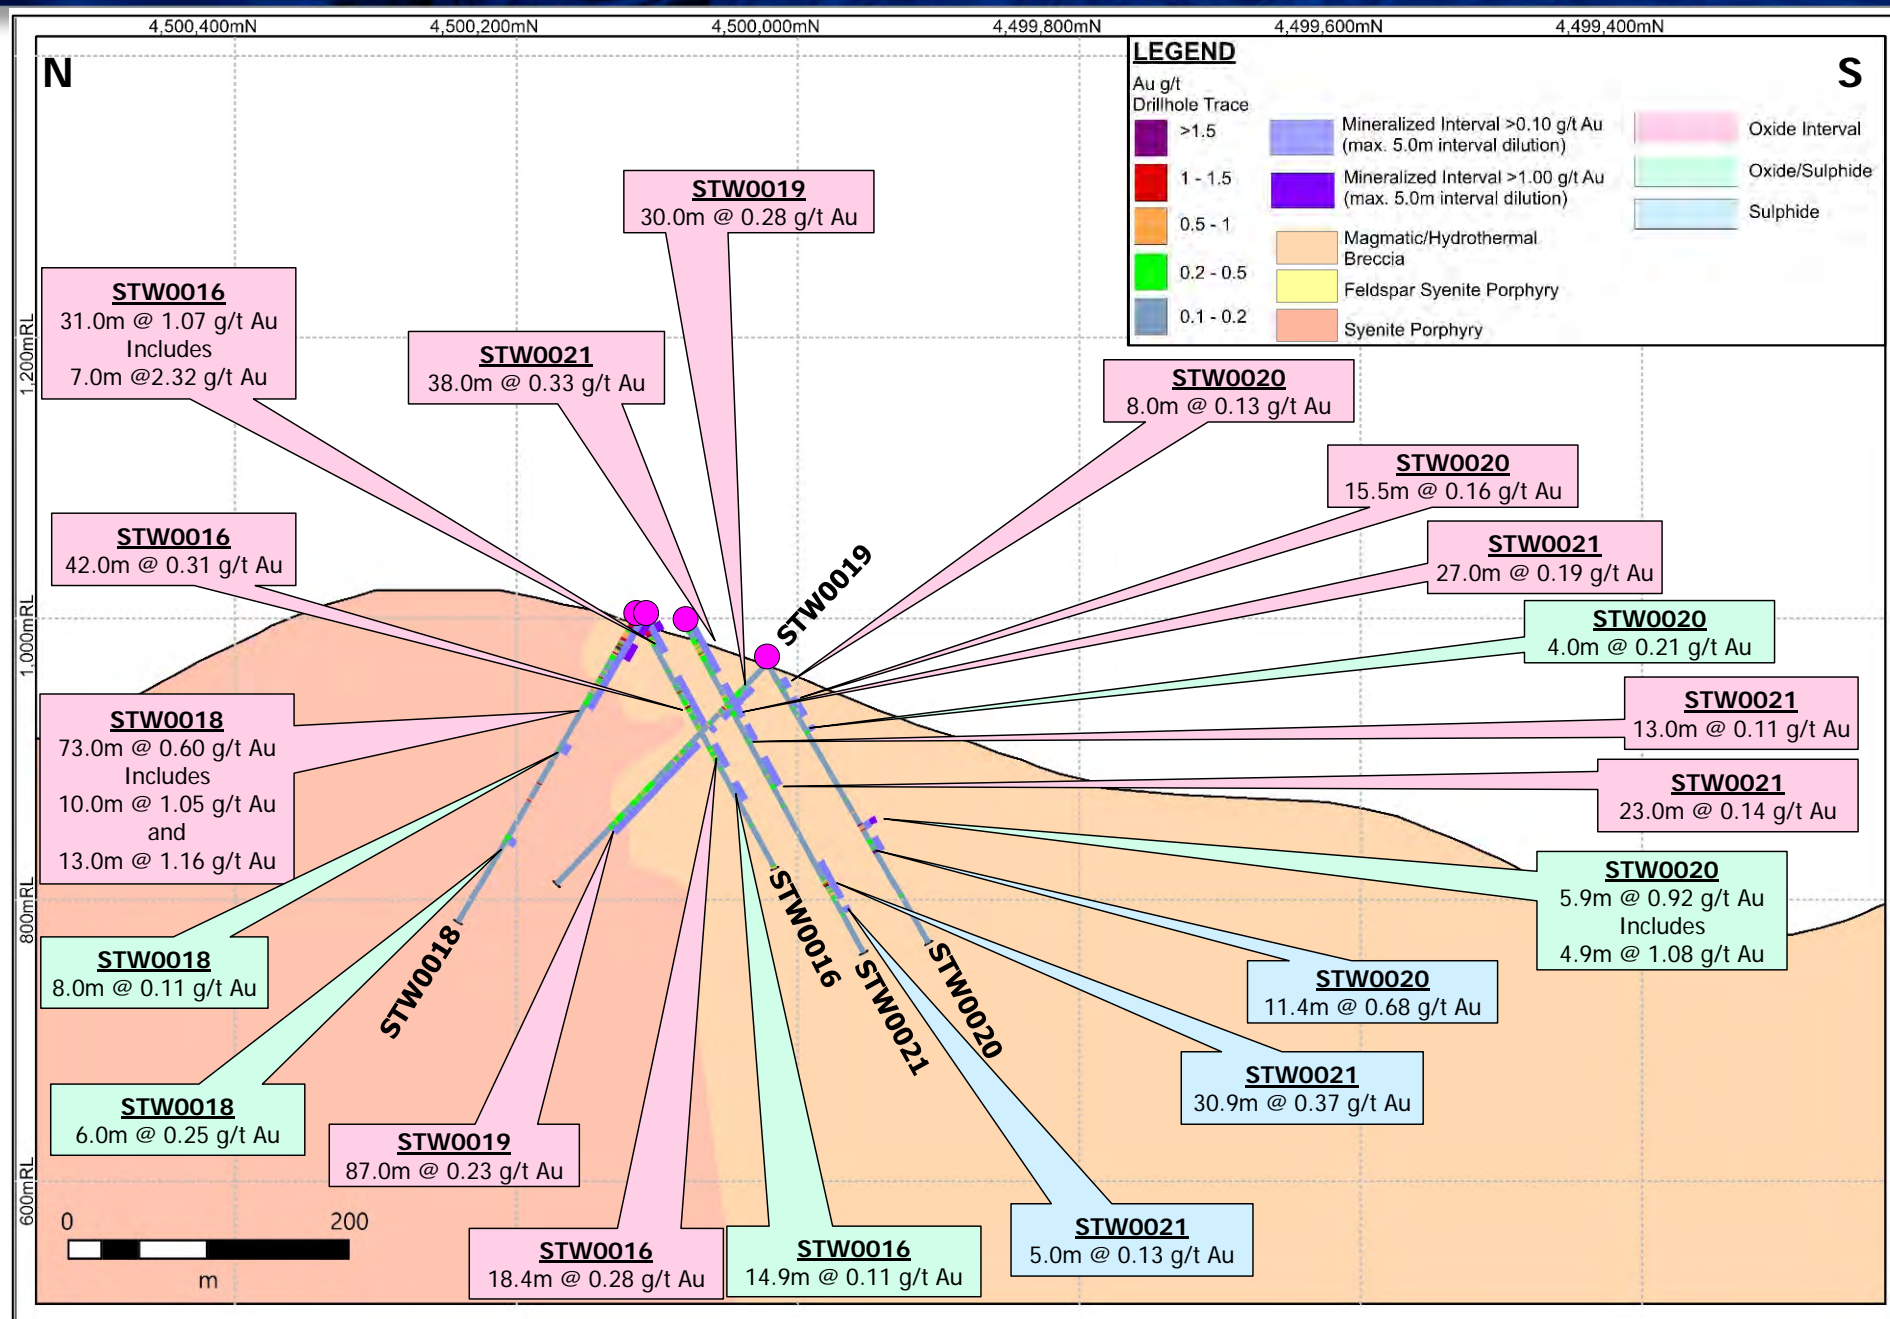 4,500,400mN 4,500,200mN 4,500,000mN 4,499,800mN 4,499,600mN 4,499,400mN
N
S
LEGEND
Au g/t
Drillhole Trace
>1.5
1 - 1.5
0.5 - 1
0.2 - 0.5
0.1 - 0.2
Mineralized Interval >0.10 g/t Au
(max. 5.0m interval dilution)
Mineralized Interval >1.00 g/t Au
(max. 5.0m interval dilution)
Magmatic/Hydrothermal
Breccia
Feldspar Syenite Porphyry
Syenite Porphyry
Oxide Interval
Oxide/Sulphide
Sulphide
1,200mRL
1,000mRL
800mRL
600mRL
STW0019
30.0m @ 0.28 g/t Au
STW0016
31.0m @ 1.07 g/t Au
Includes
7.0m @2.32 g/t Au
STW0021
38.0m @ 0.33 g/t Au
STW0020
8.0m @ 0.13 g/t Au
STW0020
15.5m @ 0.16 g/t Au
STW0016
42.0m @ 0.31 g/t Au
STW0021
27.0m @ 0.19 g/t Au
STW0019
STW0020
4.0m @ 0.21 g/t Au
STW0021
13.0m @ 0.11 g/t Au
STW0018
73.0m @ 0.60 g/t Au
Includes
10.0m @ 1.05 g/t Au
and
13.0m @ 1.16 g/t Au
STW0021
23.0m @ 0.14 g/t Au
STW0020
5.9m @ 0.92 g/t Au
Includes
4.9m @ 1.08 g/t Au
STW0018
STW0016
STW0021
STW0020
STW0018
8.0m @ 0.11 g/t Au
STW0020
11.4m @ 0.68 g/t Au
STW0021
30.9m @ 0.37 g/t Au
STW0018
6.0m @ 0.25 g/t Au
STW0019
87.0m @ 0.23 g/t Au
STW0021
5.0m @ 0.13 g/t Au
STW0016
18.4m @ 0.28 g/t Au
STW0016
14.9m @ 0.11 g/t Au
0 200
m